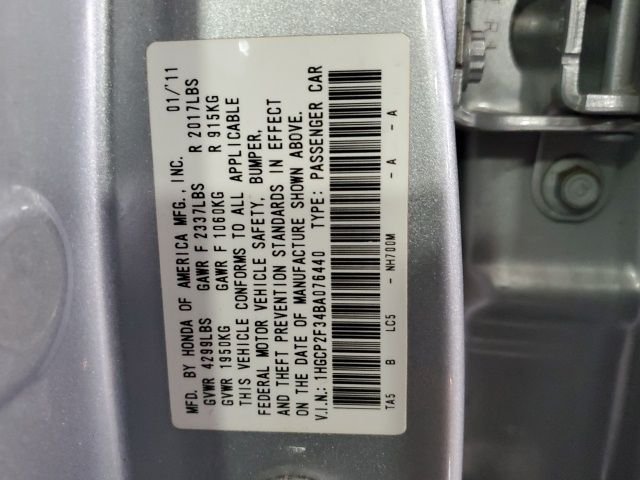 MFD. BY HONDA OF AMERICA MFG., INC. 01/'11
GVWR 4299LBS GAWR F 2337LBS R 2017LBS
GVWR 1950KG GAWR F 1060KG R 915KG
THIS VEHICLE CONFORMS TO ALL APPLICABLE
FEDERAL MOTOR VEHICLE SAFETY, BUMPER,
AND THEFT PREVENTION STANDARDS IN EFFECT
ON THE DATE OF MANUFACTURE SHOWN ABOVE.
V.I.N.: 1HGCP2F34BA076440 TYPE: PASSENGER CAR
TA5 B LC5 - NH700M - A - A